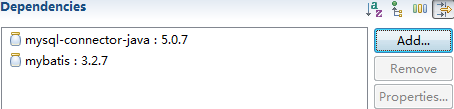 Dependencies
mysql-connector-java : 5.0.7
mybatis : 3.2.7
Add...
Remove
Properties...